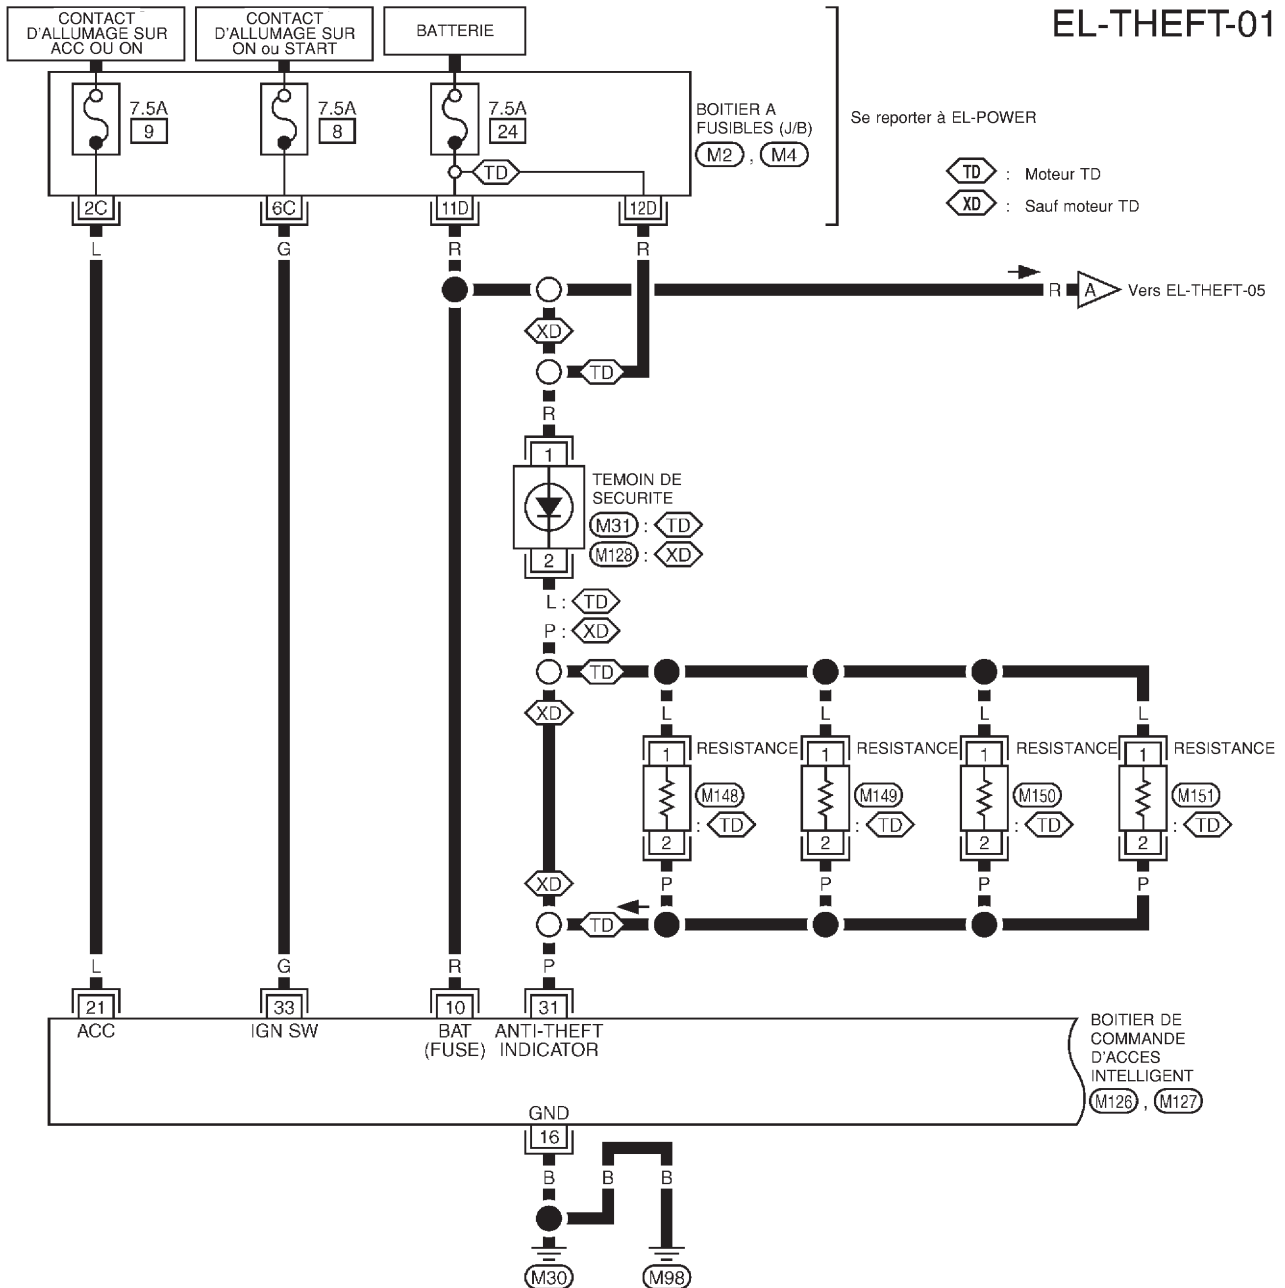 EL-THEFT-01
CONTACT
D'ALLUMAGE SUR
ACC OU ON
CONTACT
D'ALLUMAGE SUR
ON ou START
BATTERIE
7.5A
9
7.5A
8
7.5A
24
TD
BOITIER A
FUSIBLES (J/B)
M2 , M4
Se reporter à EL-POWER
TD : Moteur TD
XD : Sauf moteur TD
2C
6C
11D
12D
L
G
R
R
R
A
Vers EL-THEFT-05
XD
TD
R
1
TEMOIN DE
SECURITE
M31 : TD
M128 : XD
2
L : TD
P : XD
TD
XD
L
L
L
L
1
RESISTANCE
1
RESISTANCE
1
RESISTANCE
1
RESISTANCE
M148
M149
M150
M151
: TD
: TD
: TD
: TD
2
2
2
2
XD
P
P
P
P
TD
L
G
R
P
21
33
10
31
ACC
IGN SW
BAT
(FUSE)
ANTI-THEFT
INDICATOR
BOITIER DE
COMMANDE
D'ACCES
INTELLIGENT
M126 , M127
GND
16
B
B
B
M30
M98